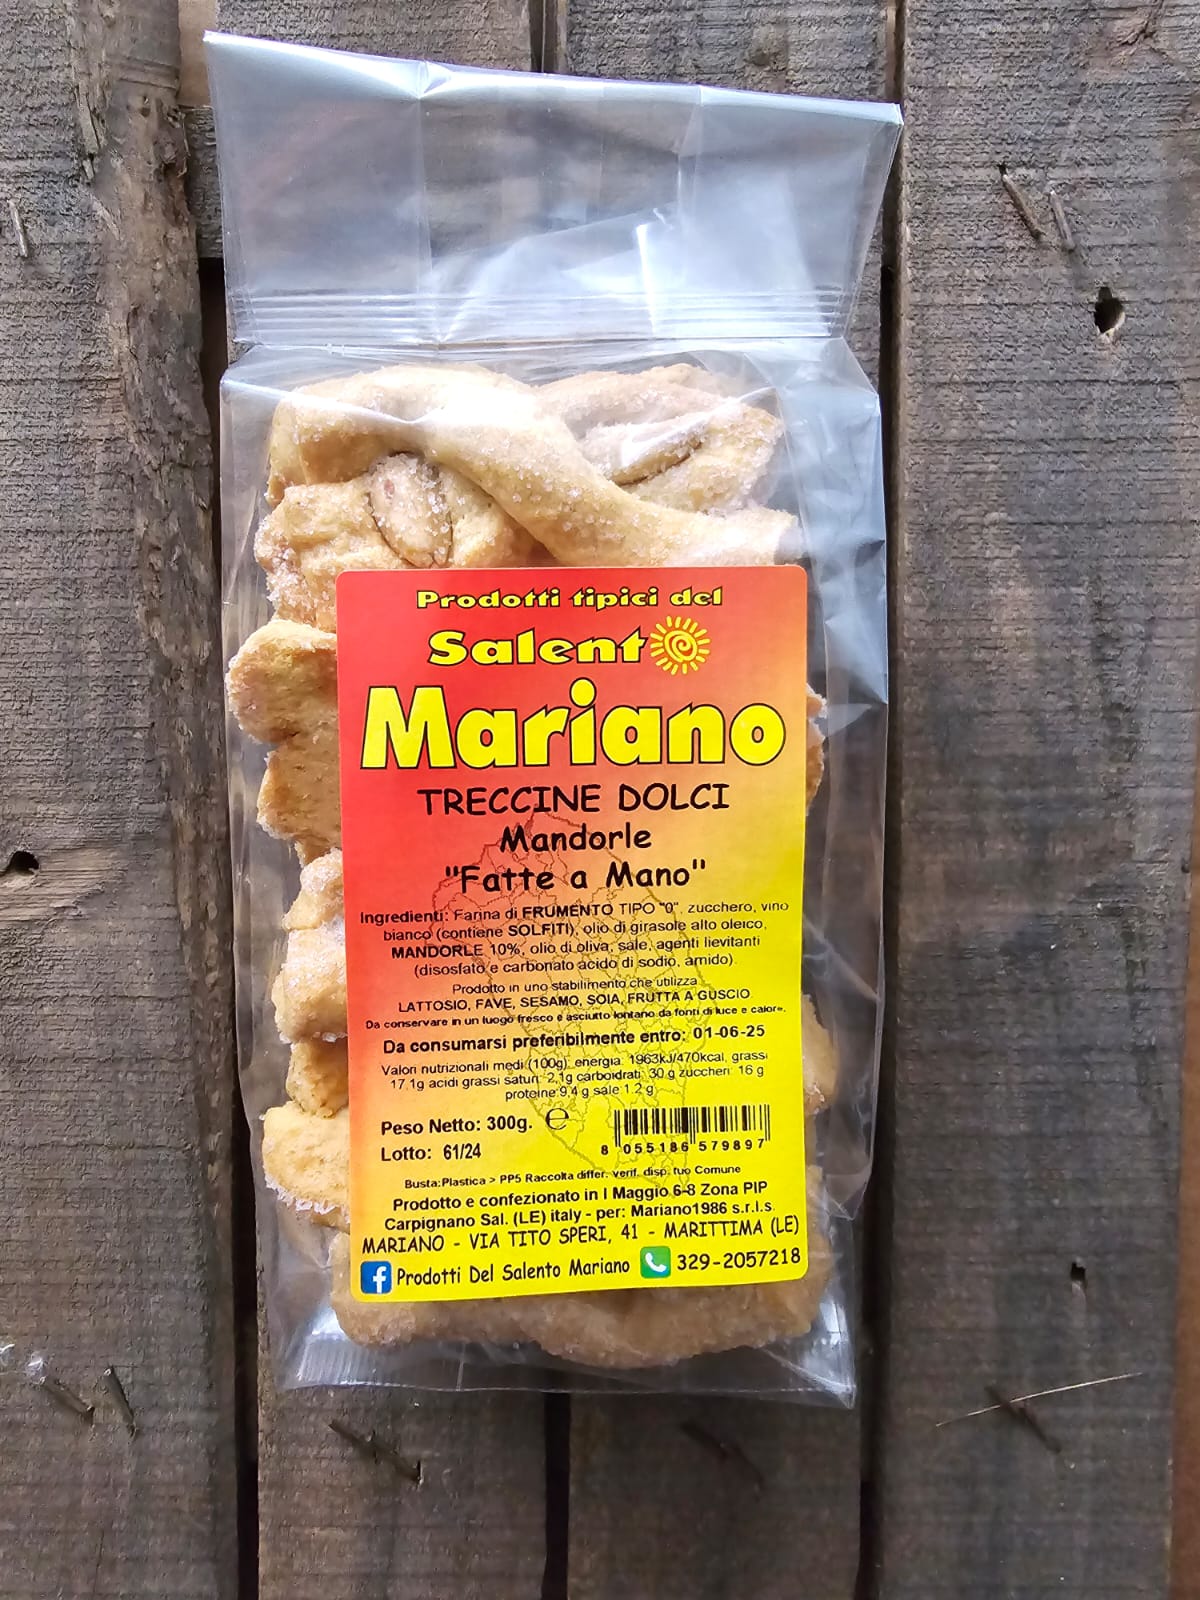 Prodotti tipici del
Salento
Mariano
TRECCINE DOLCI
Mandorle
"Fatte a Mano"
Ingredienti: Farina di FRUMENTO TIPO "0", zucchero, vino
bianco (contiene SOLFITI), olio di girasole alto oleico,
MANDORLE 10%, olio di oliva, sale, agenti lievitanti
(disosfato e carbonato acido di sodio, amido).
Prodotto in uno stabilimento che utilizza
LATTOSIO, FAVE, SESAMO, SOIA, FRUTTA A GUSCIO.
Da conservare in un luogo fresco e asciutto lontano da fonti di luce e calore.
Da consumarsi preferibilmente entro: 01-06-25
Valori nutrizionali medi (100g): energia: 1963kJ/470kcal, grassi
17,1g acidi grassi saturi: 2,1g carboidrati: 30 g zuccheri: 16 g
proteine:9,4 g sale 1.2 g
Peso Netto: 300g. ℮
Lotto: 61/24
8 055186 579897
Busta:Plastica > PP5 Raccolta differ. verif. disp. tuo Comune
Prodotto e confezionato in I Maggio 6-8 Zona PIP
Carpignano Sal. (LE) italy - per: Mariano1986 s.r.l.s.
MARIANO - VIA TITO SPERI, 41 - MARITTIMA (LE)
f Prodotti Del Salento Mariano 329-2057218